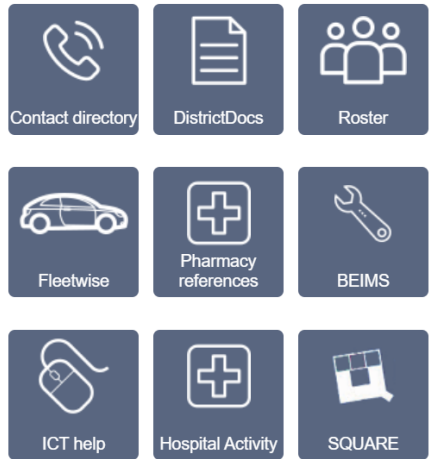 Contact directory
DistrictDocs
Roster
Fleetwise
Pharmacy
references
BEIMS
ICT help
Hospital Activity
SQUARE